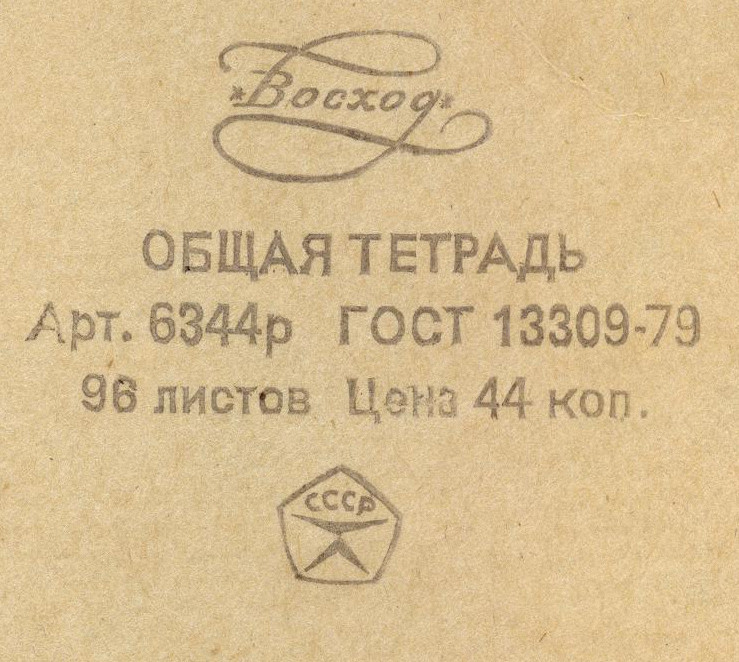 Восход
ОБЩАЯ ТЕТРАДЬ
Арт. 6344р ГОСТ 13309-79
96 листов Цена 44 коп.
СССР